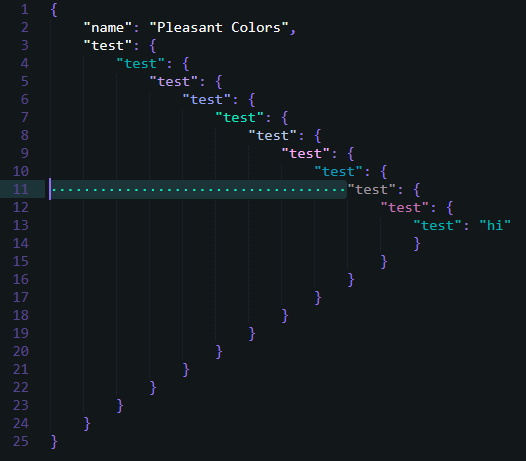 1 {
2     "name": "Pleasant Colors",
3     "test": {
4         "test": {
5             "test": {
6                 "test": {
7                     "test": {
8                         "test": {
9                             "test": {
10                                 "test": {
11 ····································"test": {
12                                         "test": {
13                                             "test": "hi"
14                                             }
15                                         }
16                                     }
17                                 }
18                             }
19                         }
20                     }
21                 }
22             }
23         }
24     }
25 }